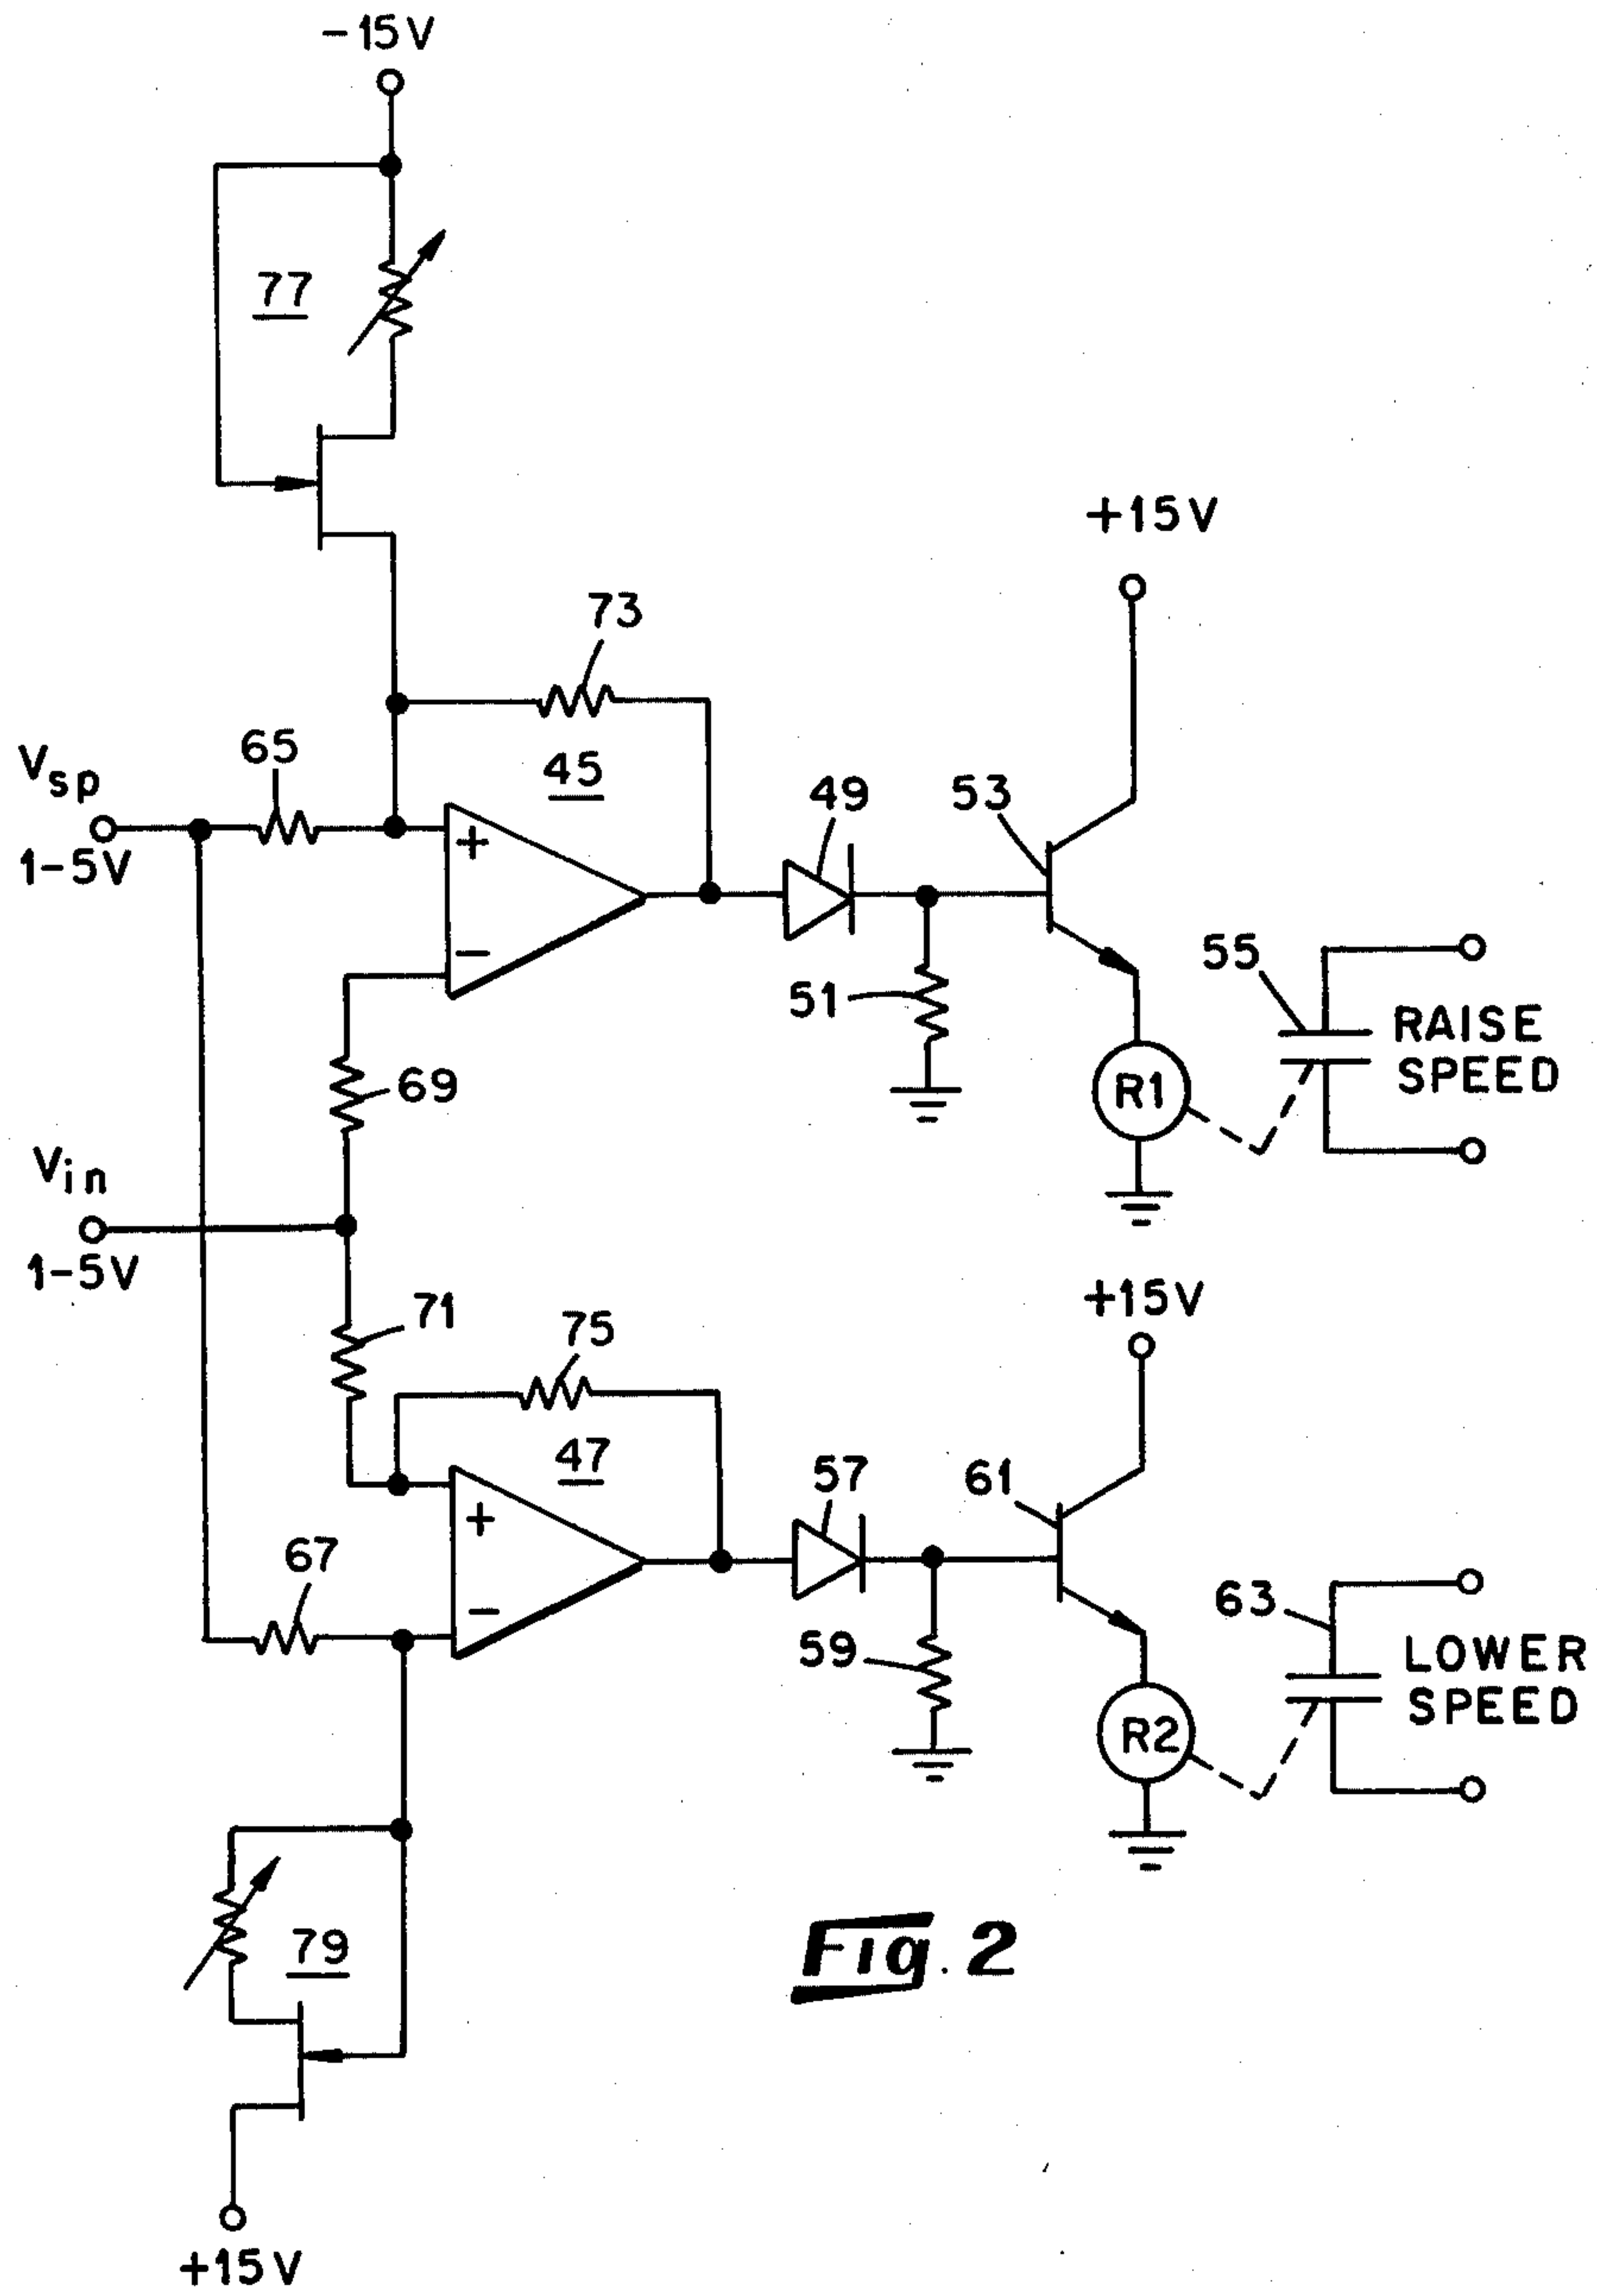 -15V
77
+15V
73
Vsp
65
45
49
53
1-5V
55
RAISE
SPEED
51
69
R1
Vin
1-5V
+15V
71
75
47
57
61
67
63
59
LOWER
SPEED
R2
79
Fig. 2
+15V
+
−
+
−